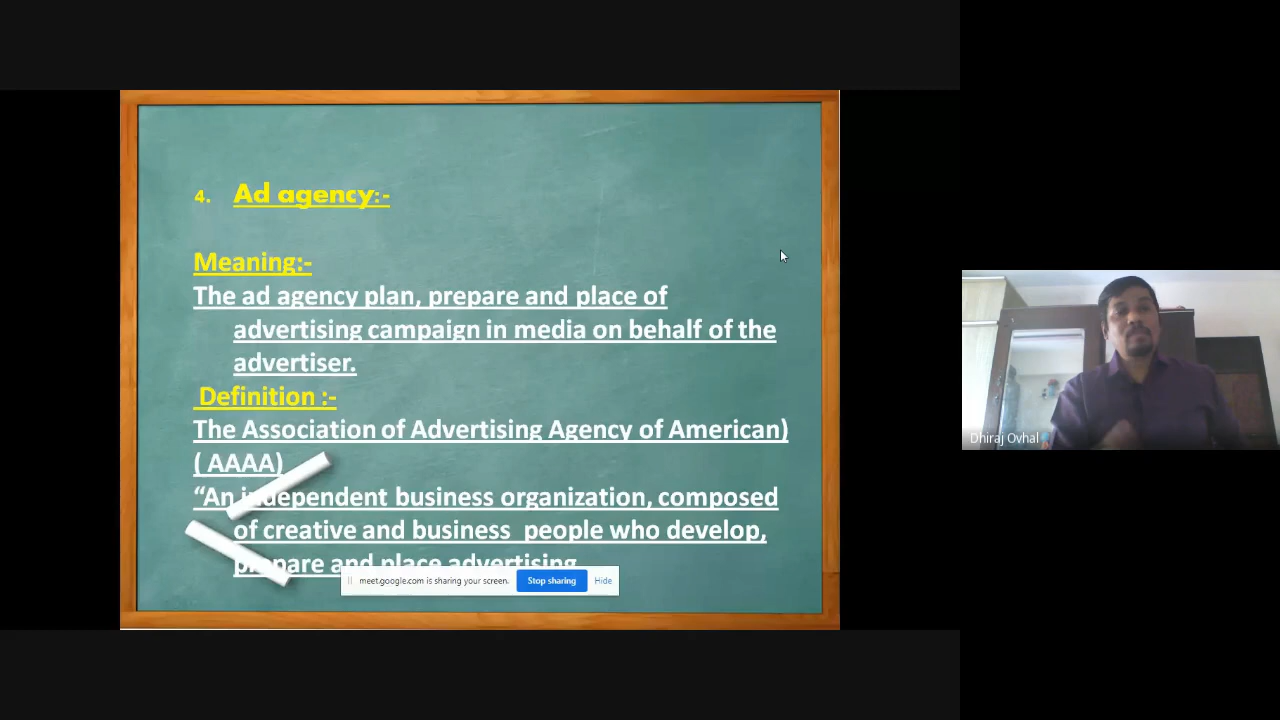 4. Ad agency:-
Meaning:-
The ad agency plan, prepare and place of
advertising campaign in media on behalf of the
advertiser.
Definition :-
The Association of Advertising Agency of American)
( AAAA)
“An independent business organization, composed
of creative and business people who develop,
prepare and place advertising
meet.google.com is sharing your screen. Stop sharing Hide
Dhiraj Ovhal